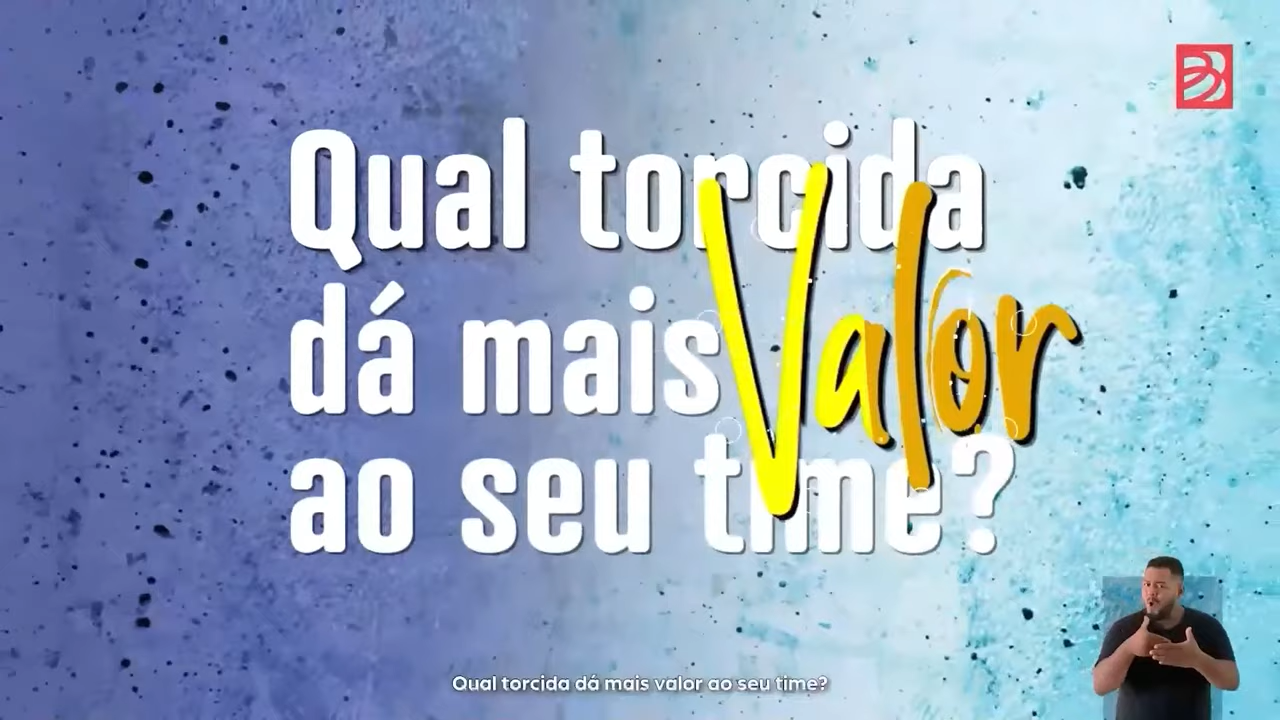 Qual torcida
dá mais Valor
ao seu time?
Qual torcida dá mais valor ao seu time?